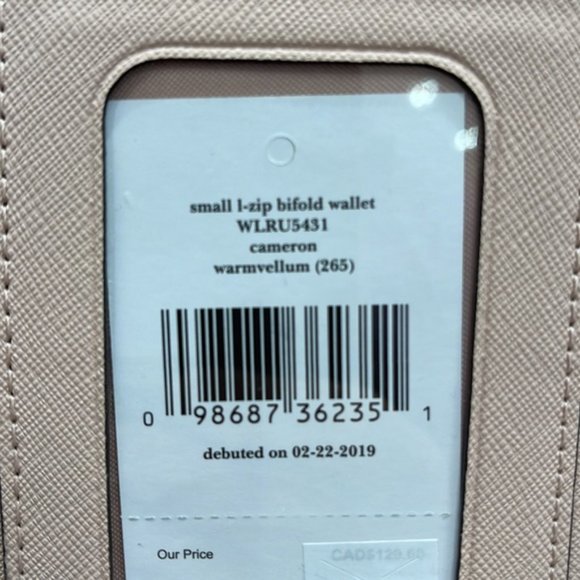 small l-zip bifold wallet
WLRU5431
cameron
warmvellum (265)
0 98687 36235 1
debuted on 02-22-2019
Our Price